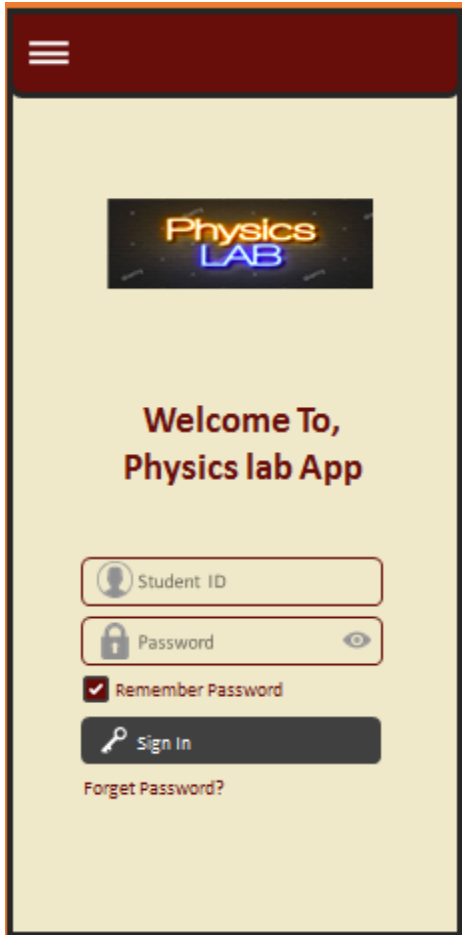 Physics
LAB
Welcome To,
Physics lab App
Student ID
Password
Remember Password
Sign In
Forget Password?